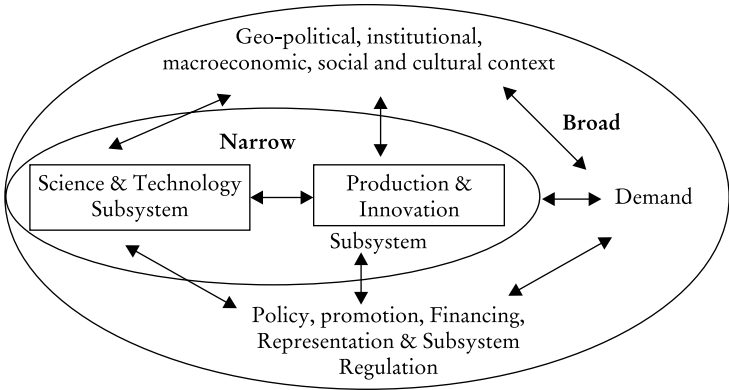 Geo-political, institutional,
macroeconomic, social and cultural context
Broad
Narrow
Science & Technology
Subsystem
Production &
Innovation
Subsystem
Demand
Policy, promotion, Financing,
Representation & Subsystem
Regulation